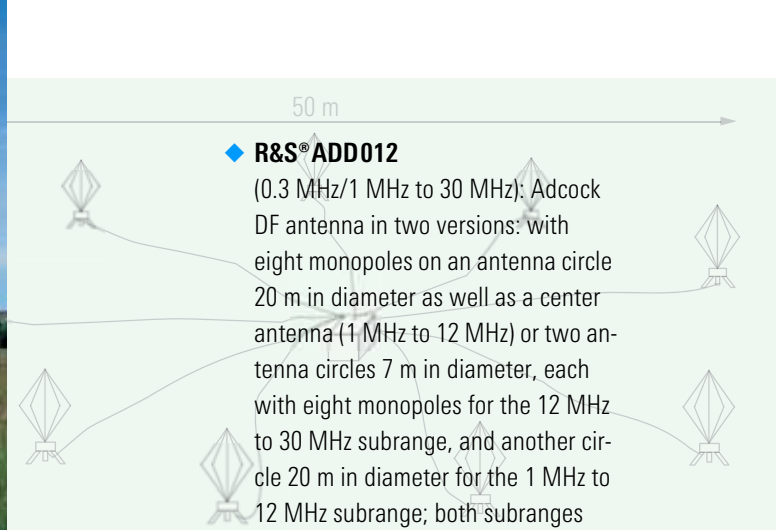 50 m
◆ R&S®ADD012
(0.3 MHz/1 MHz to 30 MHz): Adcock
DF antenna in two versions: with
eight monopoles on an antenna circle
20 m in diameter as well as a center
antenna (1 MHz to 12 MHz) or two an-
tenna circles 7 m in diameter, each
with eight monopoles for the 12 MHz
to 30 MHz subrange, and another cir-
cle 20 m in diameter for the 1 MHz to
12 MHz subrange; both subranges